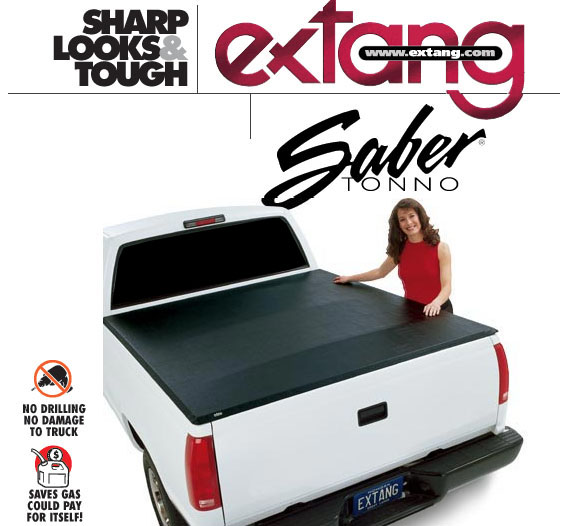 SHARP
LOOKS&
TOUGH
extang
www.extang.com
Saber®
TONNO
NO DRILLING
NO DAMAGE
TO TRUCK
$
SAVES GAS
COULD PAY
FOR ITSELF!
EXTANG